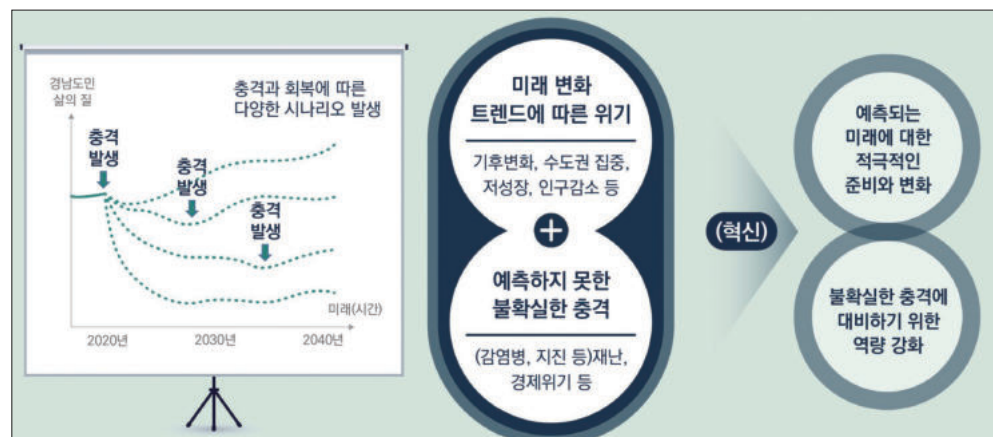 경남도민
삶의 질
충격과 회복에 따른
다양한 시나리오 발생
충격
발생
충격
발생
충격
발생
미래(시간)
2020년
2030년
2040년
미래 변화
트렌드에 따른 위기
기후변화, 수도권 집중,
저성장, 인구감소 등
+
예측하지 못한
불확실한 충격
(감염병, 지진 등)재난,
경제위기 등
(혁신)
예측되는
미래에 대한
적극적인
준비와 변화
불확실한 충격에
대비하기 위한
역량 강화